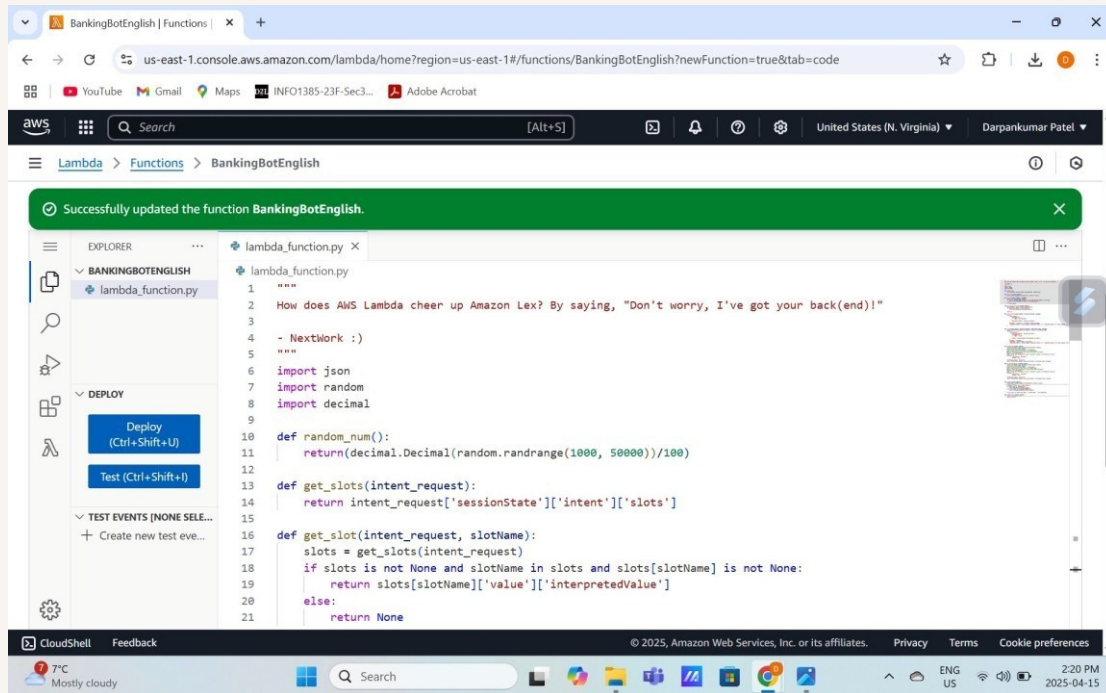 BankingBotEnglish | Functions |
us-east-1.console.aws.amazon.com/lambda/home?region=us-east-1#/functions/BankingBotEnglish?newFunction=true&tab=code
YouTube Gmail Maps DZL INFO1385-23F-Sec3... Adobe Acrobat
aws Search [Alt+S] United States (N. Virginia) Darpankumar Patel
Lambda > Functions > BankingBotEnglish
Successfully updated the function BankingBotEnglish.
EXPLORER
BANKINGBOTENGLISH
lambda_function.py
DEPLOY
Deploy
(Ctrl+Shift+U)
Test (Ctrl+Shift+I)
TEST EVENTS [NONE SELE...
+ Create new test eve...
lambda_function.py
lambda_function.py
1 """
2 How does AWS Lambda cheer up Amazon Lex? By saying, "Don't worry, I've got your back(end)!"
3
4 - NextWork :)
5 """
6 import json
7 import random
8 import decimal
9
10 def random_num():
11 return(decimal.Decimal(random.randrange(1000, 50000))/100)
12
13 def get_slots(intent_request):
14 return intent_request['sessionState']['intent']['slots']
15
16 def get_slot(intent_request, slotName):
17 slots = get_slots(intent_request)
18 if slots is not None and slotName in slots and slots[slotName] is not None:
19 return slots[slotName]['value']['interpretedValue']
20 else:
21 return None
CloudShell Feedback © 2025, Amazon Web Services, Inc. or its affiliates. Privacy Terms Cookie preferences
7 7°C
Mostly cloudy
Search
ENG
US
2:20 PM
2025-04-15